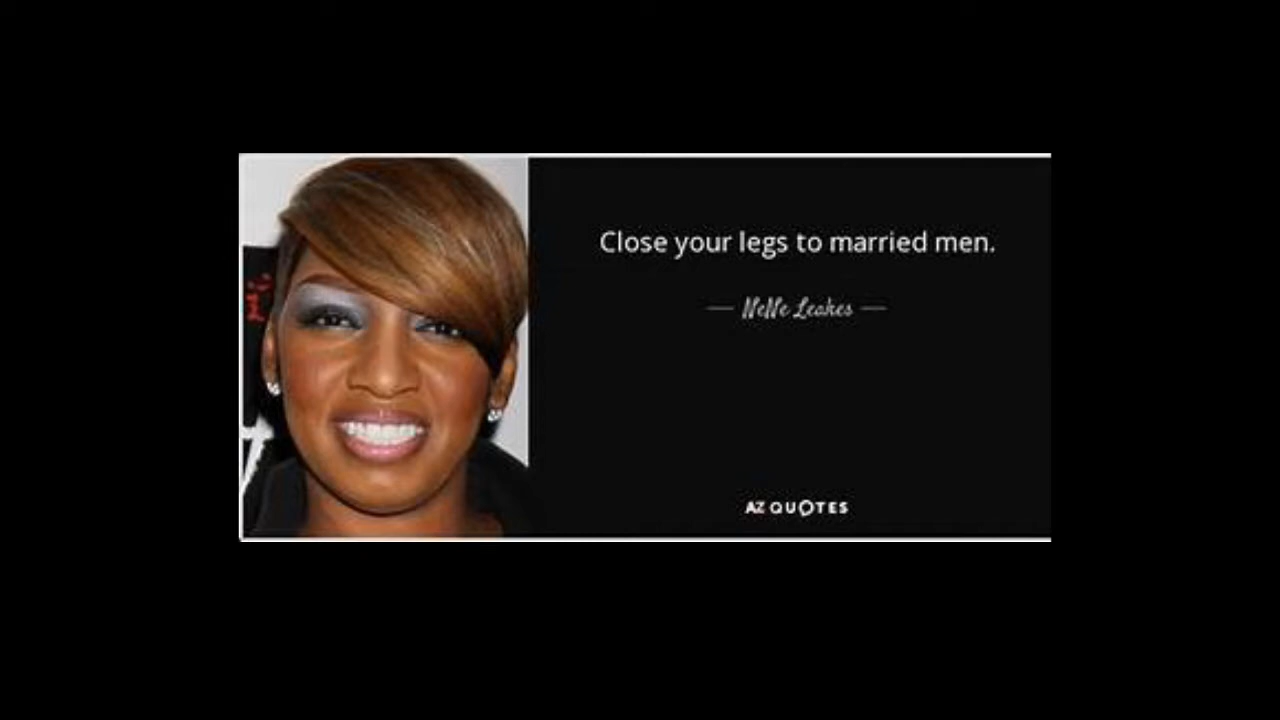 Close your legs to married men.
— NeNe Leakes —
AZ QUOTES